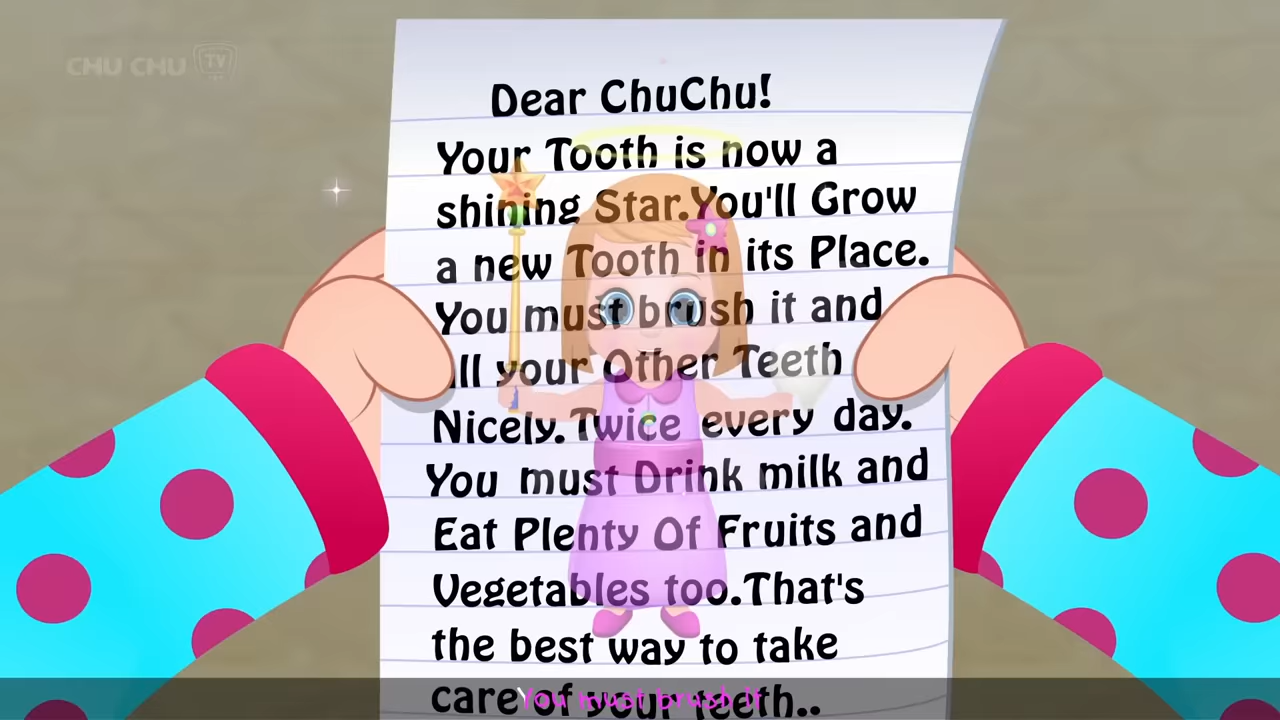 CHU CHU TV
Dear ChuChu!
Your Tooth is now a
shining Star.You'll Grow
a new Tooth in its Place.
You must brush it and
all your Other Teeth
Nicely. Twice every day.
You must Drink milk and
Eat Plenty Of Fruits and
Vegetables too.That's
the best way to take
care of your teeth..
You must brush it